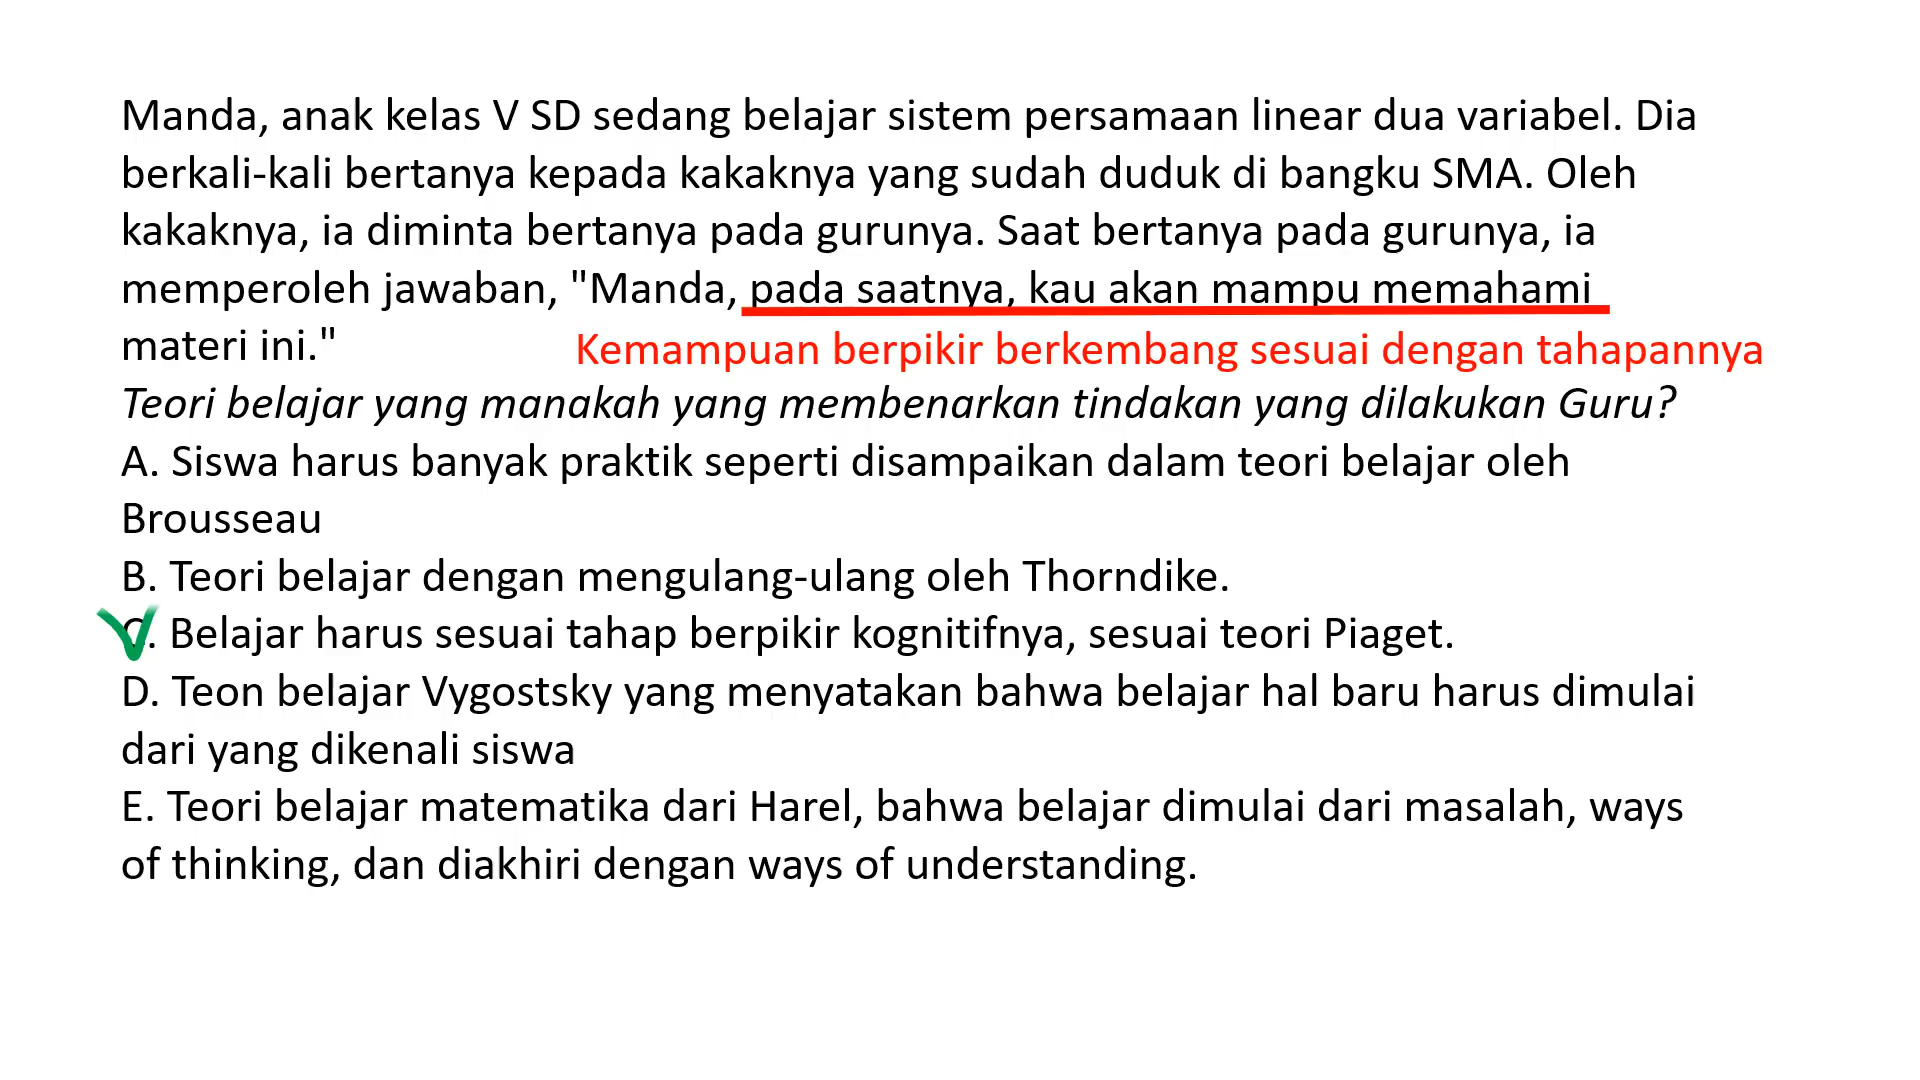 Manda, anak kelas V SD sedang belajar sistem persamaan linear dua variabel. Dia
berkali-kali bertanya kepada kakaknya yang sudah duduk di bangku SMA. Oleh
kakaknya, ia diminta bertanya pada gurunya. Saat bertanya pada gurunya, ia
memperoleh jawaban, "Manda, pada saatnya, kau akan mampu memahami
materi ini."
Kemampuan berpikir berkembang sesuai dengan tahapannya
Teori belajar yang manakah yang membenarkan tindakan yang dilakukan Guru?
A. Siswa harus banyak praktik seperti disampaikan dalam teori belajar oleh
Brousseau
B. Teori belajar dengan mengulang-ulang oleh Thorndike.
C. Belajar harus sesuai tahap berpikir kognitifnya, sesuai teori Piaget.
D. Teon belajar Vygostsky yang menyatakan bahwa belajar hal baru harus dimulai
dari yang dikenali siswa
E. Teori belajar matematika dari Harel, bahwa belajar dimulai dari masalah, ways
of thinking, dan diakhiri dengan ways of understanding.